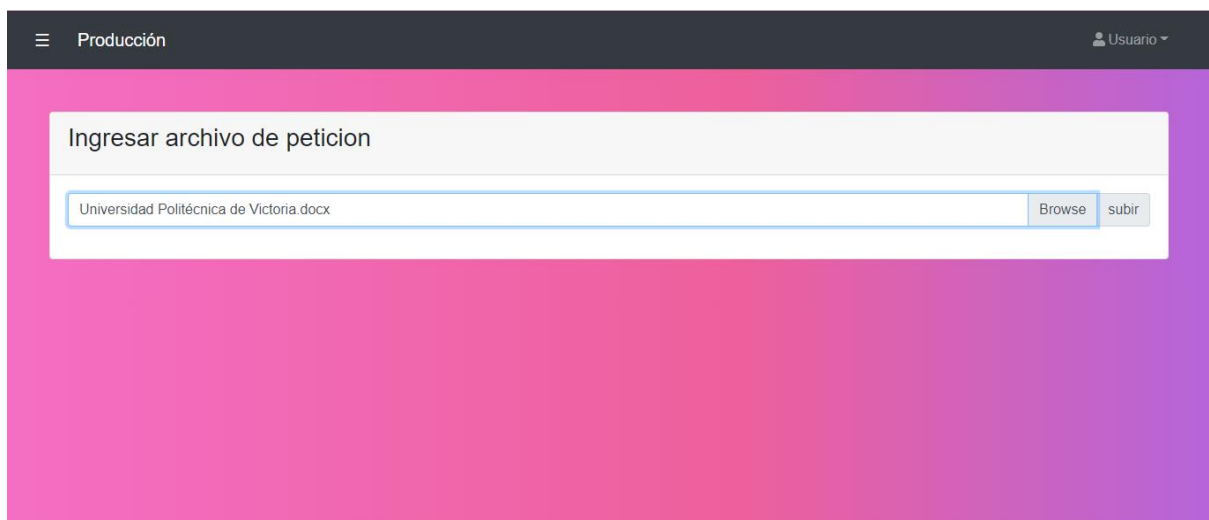 ☰ Producción Usuario
Ingresar archivo de peticion
Universidad Politécnica de Victoria.docx Browse subir